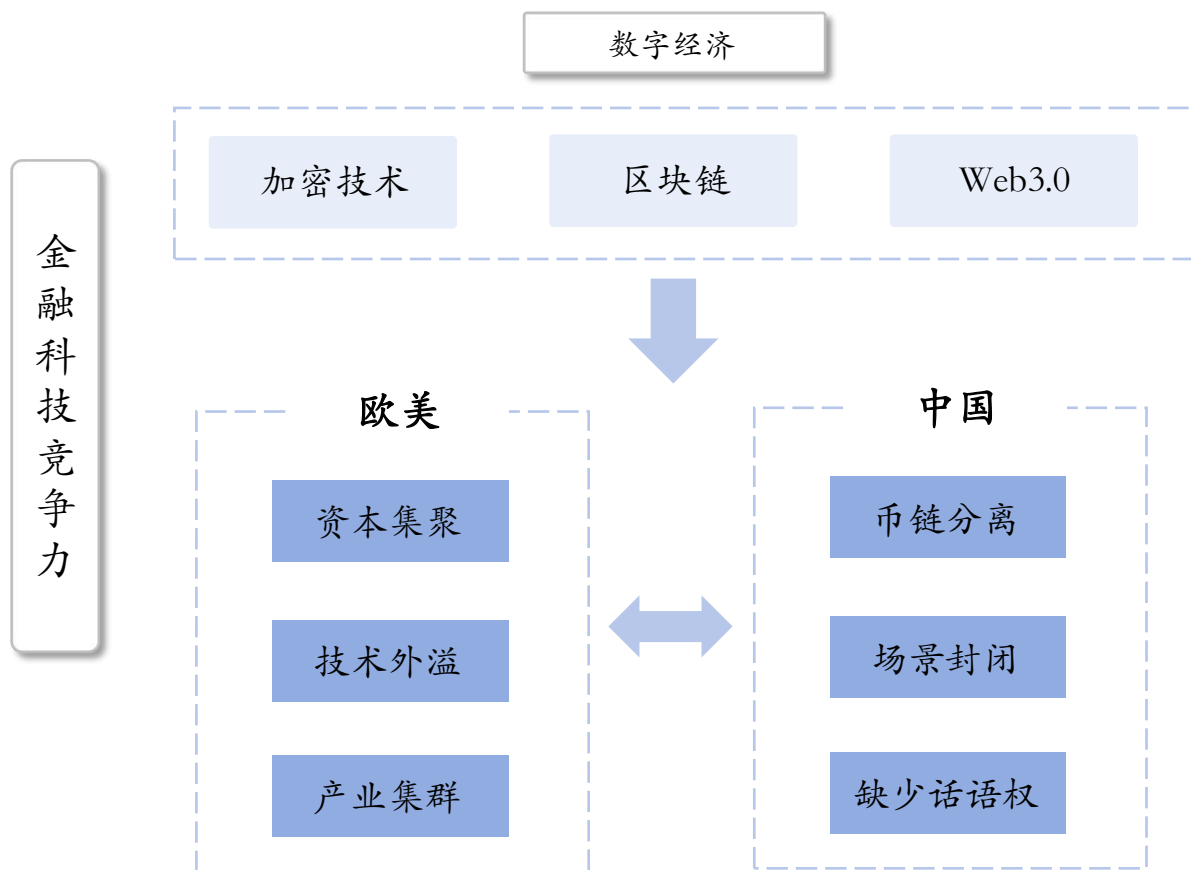 数字经济
加密技术
区块链
Web3.0
金融科技竞争力
欧美
资本集聚
技术外溢
产业集群
中国
币链分离
场景封闭
缺少话语权